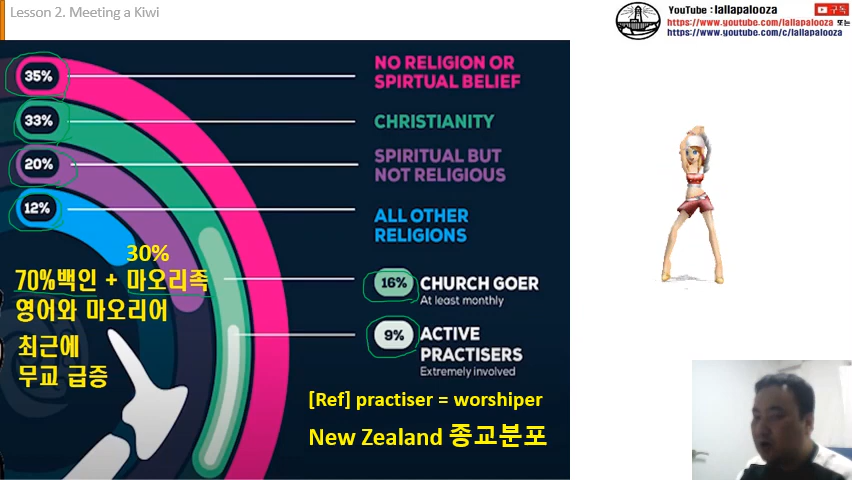 Lesson 2. Meeting a Kiwi
YouTube : lallapalooza
구독
https://www.youtube.com/lallapalooza 또는
https://www.youtube.com/c/lallapalooza
35%
NO RELIGION OR
SPIRTUAL BELIEF
33%
CHRISTIANITY
20%
SPIRITUAL BUT
NOT RELIGIOUS
12%
ALL OTHER
RELIGIONS
30%
70%백인 + 마오리족
영어와 마오리어
최근에
무교 급증
16%
CHURCH GOER
At least monthly
9%
ACTIVE
PRACTISERS
Extremely involved
[Ref] practiser = worshiper
New Zealand 종교분포